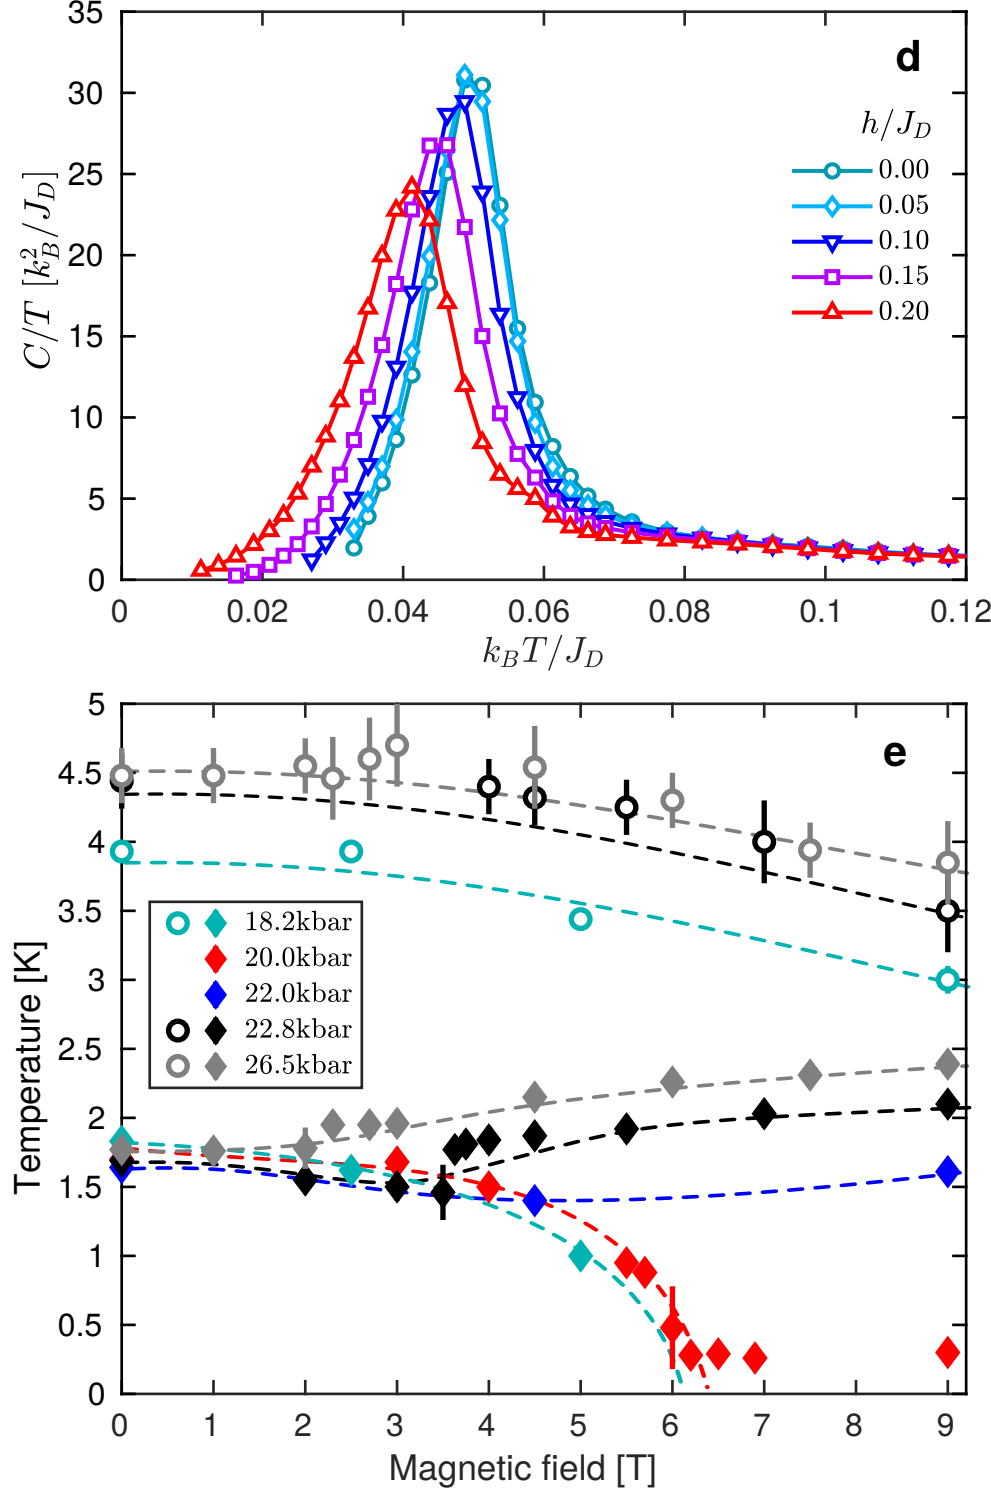 35
30
25
20
15
10
5
0
C/T [k_B^2/J_D]
d
h/J_D
0.00
0.05
0.10
0.15
0.20
0 0.02 0.04 0.06 0.08 0.1 0.12
k_BT/J_D
5
4.5
4
3.5
3
2.5
2
1.5
1
0.5
0
Temperature [K]
e
18.2kbar
20.0kbar
22.0kbar
22.8kbar
26.5kbar
0 1 2 3 4 5 6 7 8 9
Magnetic field [T]